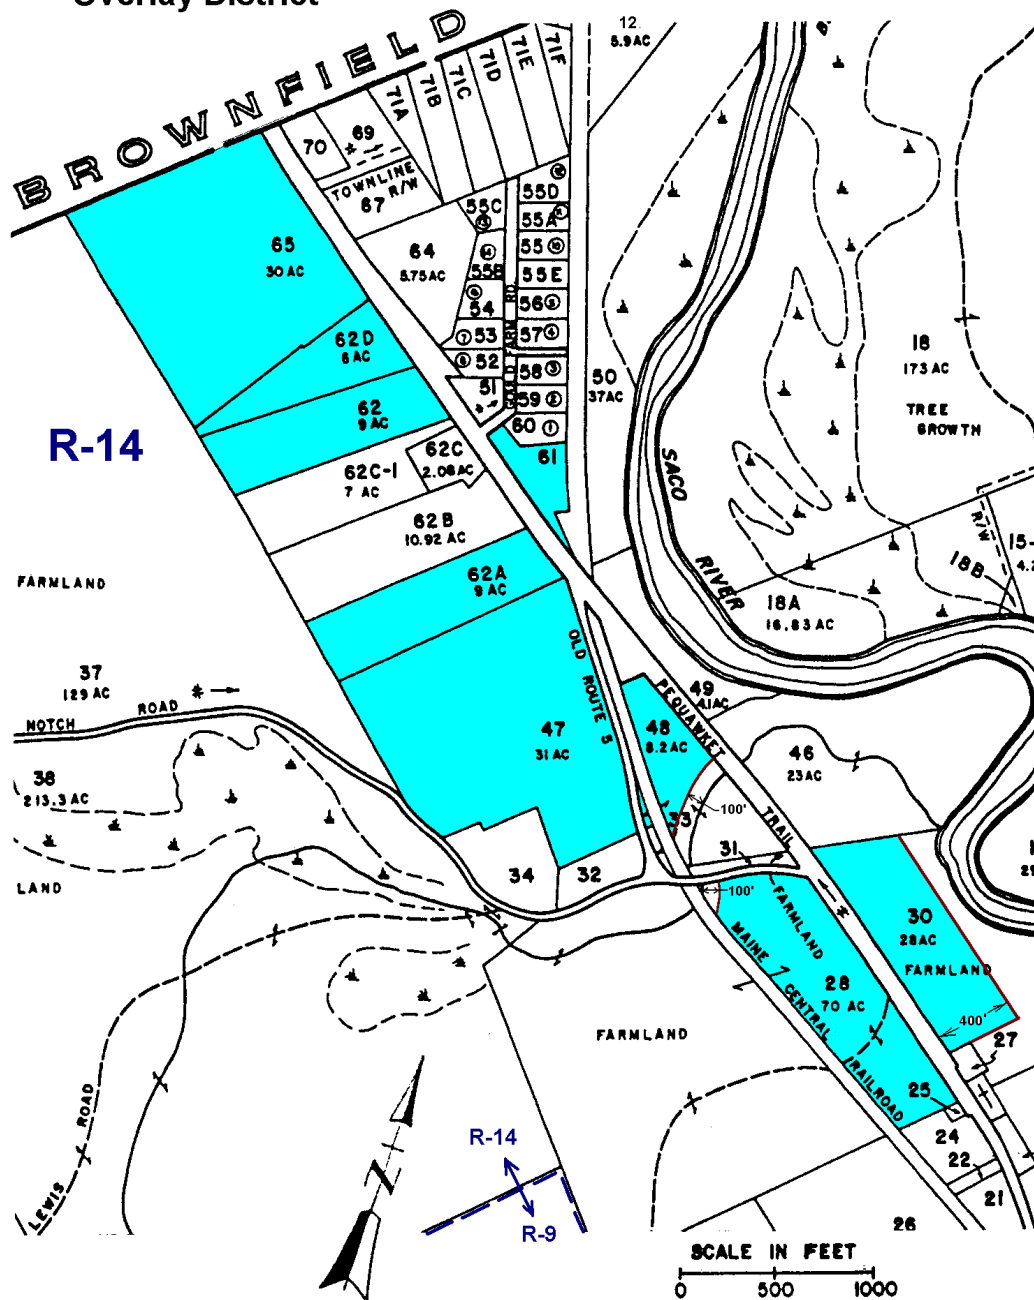 Overlay District
BROWNFIELD
12
5.9 AC
71F
71E
71D
71C
71B
71A
69
70
TOWNLINE
R/W
67
55C
55D
55A
55
55B
55E
54
56
53
57
52
58
51
59
60
GOULD FARM RD.
64
5.75 AC
65
30 AC
62D
6 AC
62
9 AC
R-14
62C
2.08 AC
62C-1
7 AC
61
62B
10.92 AC
62A
9 AC
50
37 AC
18
173 AC
TREE
GROWTH
SACO
RIVER
R/W
15-
4.2
18B
18A
16.83 AC
FARMLAND
37
129 AC
NOTCH ROAD
OLD ROUTE 5
47
31 AC
49
4.1 AC
PEQUAWKET TRAIL
48
8.2 AC
46
23 AC
38
213.3 AC
33
100'
31
LAND
34
32
100'
FARMLAND
30
28 AC
FARMLAND
MAINE CENTRAL RAILROAD
28
70 AC
400'
FARMLAND
27
25
24
22
21
26
LEWIS ROAD
R-14
R-9
N
SCALE IN FEET
0 500 1000